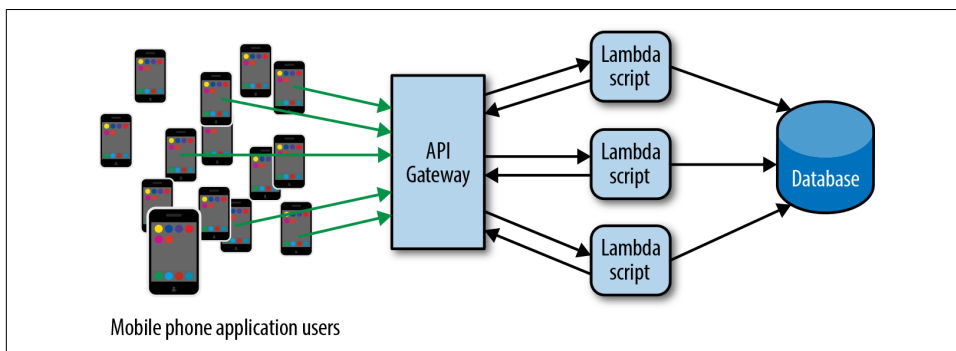 Lambda
script
API
Gateway
Lambda
script
Database
Lambda
script
Mobile phone application users